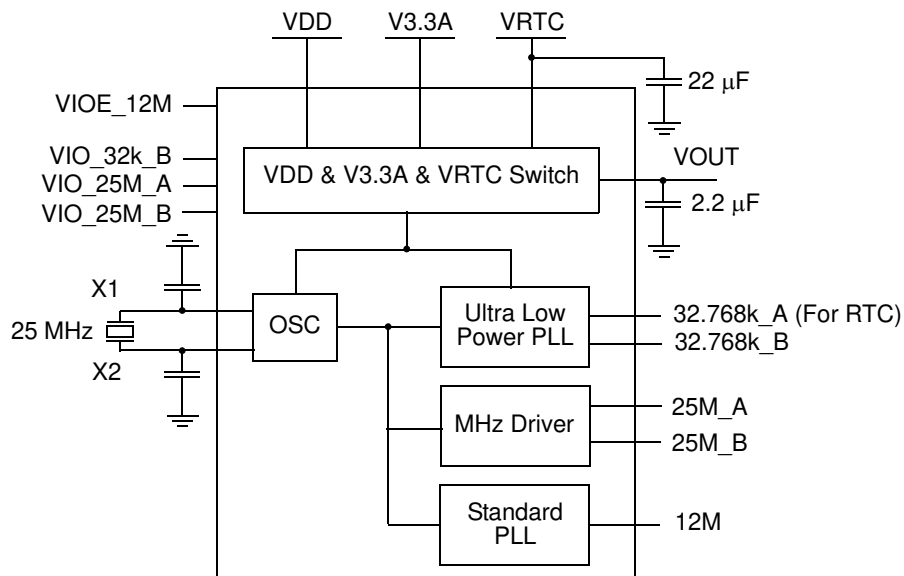 VDD V3.3A VRTC
22 μF
VIOE_12M
VIO_32k_B
VIO_25M_A
VIO_25M_B
VDD & V3.3A & VRTC Switch
VOUT
2.2 μF
X1
25 MHz
X2
OSC
Ultra Low
Power PLL
32.768k_A (For RTC)
32.768k_B
MHz Driver
25M_A
25M_B
Standard
PLL
12M